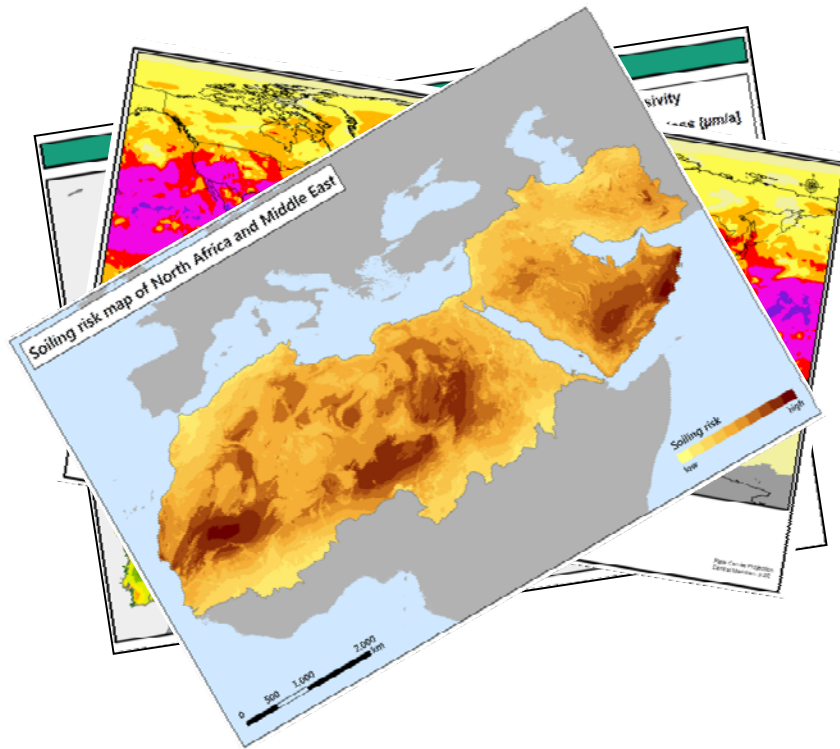 sivity
[µm/a]
Soiling risk map of North Africa and Middle East
Soiling risk
low
high
0 500 1,000 2,000
km